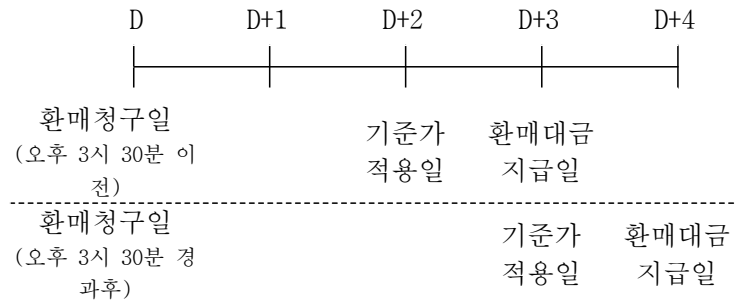 D D+1 D+2 D+3 D+4
환매청구일
(오후 3시 30분 이
전)
기준가
적용일
환매대금
지급일
환매청구일
(오후 3시 30분 경
과후)
기준가
적용일
환매대금
지급일